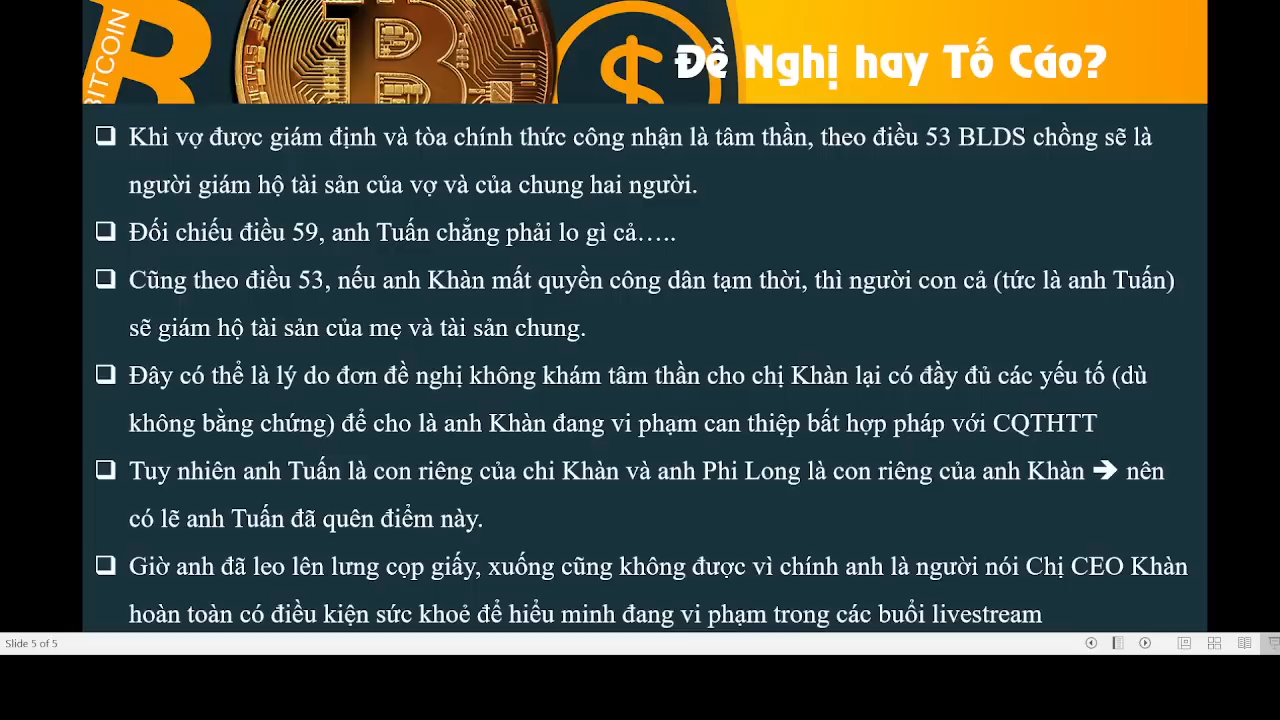 BITCOIN
Đề Nghị hay Tố Cáo?
Khi vợ được giám định và tòa chính thức công nhận là tâm thần, theo điều 53 BLDS chồng sẽ là
người giám hộ tài sản của vợ và của chung hai người.
Đối chiếu điều 59, anh Tuấn chẳng phải lo gì cả…..
Cũng theo điều 53, nếu anh Khàn mất quyền công dân tạm thời, thì người con cả (tức là anh Tuấn)
sẽ giám hộ tài sản của mẹ và tài sản chung.
Đây có thể là lý do đơn đề nghị không khám tâm thần cho chị Khàn lại có đầy đủ các yếu tố (dù
không bằng chứng) để cho là anh Khàn đang vi phạm can thiệp bất hợp pháp với CQTHTT
Tuy nhiên anh Tuấn là con riêng của chi Khàn và anh Phi Long là con riêng của anh Khàn ➔ nên
có lẽ anh Tuấn đã quên điểm này.
Giờ anh đã leo lên lưng cọp giấy, xuống cũng không được vì chính anh là người nói Chị CEO Khàn
hoàn toàn có điều kiện sức khoẻ để hiểu minh đang vi phạm trong các buổi livestream
Slide 5 of 5